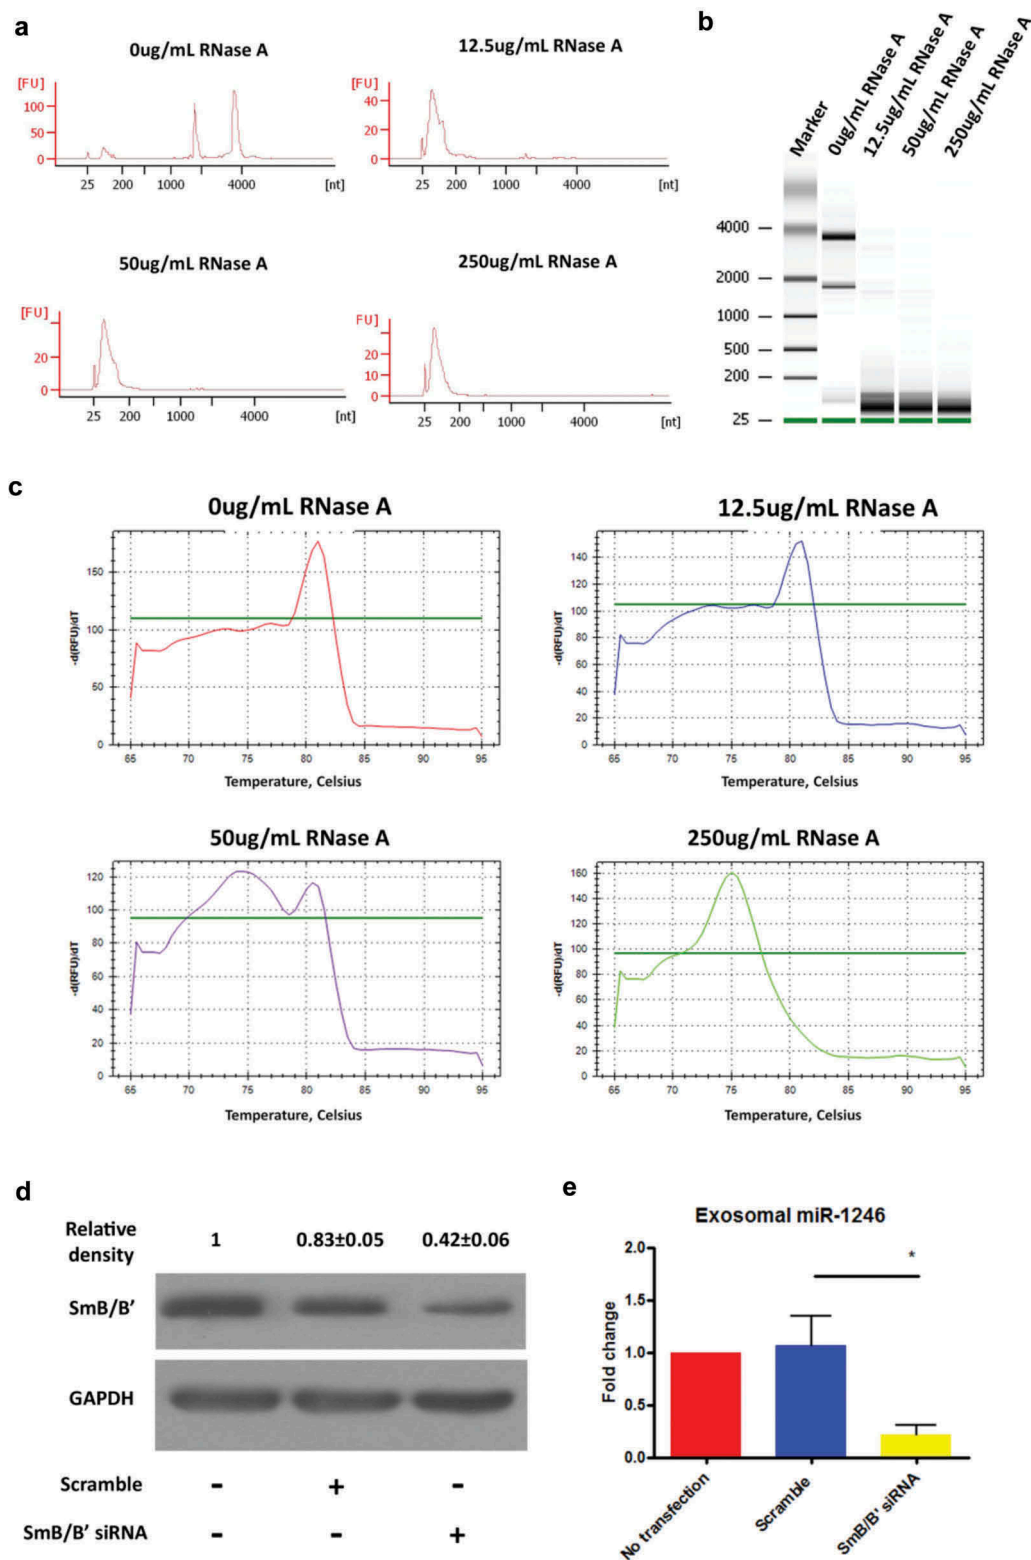 a
0ug/mL RNase A
[FU]
100
50
0
25 200 1000 4000 [nt]
12.5ug/mL RNase A
[FU]
40
20
0
25 200 1000 4000 [nt]
50ug/mL RNase A
[FU]
20
0
25 200 1000 4000 [nt]
250ug/mL RNase A
FU]
20
10
0
25 200 1000 4000 [nt]
b
Marker
0ug/mL RNase A
12.5ug/mL RNase A
50ug/mL RNase A
250ug/mL RNase A
4000
2000
1000
500
200
25
c
0ug/mL RNase A
-d(RFU)/dT
150
100
50
0
65 70 75 80 85 90 95
Temperature, Celsius
12.5ug/mL RNase A
-d(RFU)/dT
140
120
100
80
60
40
20
0
65 70 75 80 85 90 95
Temperature, Celsius
50ug/mL RNase A
-d(RFU)/dT
120
100
80
60
40
20
0
65 70 75 80 85 90 95
Temperature, Celsius
250ug/mL RNase A
-d(RFU)/dT
160
140
120
100
80
60
40
20
0
65 70 75 80 85 90 95
Temperature, Celsius
d
Relative
density
1 0.83±0.05 0.42±0.06
SmB/B'
GAPDH
Scramble - + -
SmB/B' siRNA - - +
e
Exosomal miR-1246
Fold change
2.0
1.5
1.0
0.5
0.0
*
No transfection
Scramble
SmB/B' siRNA